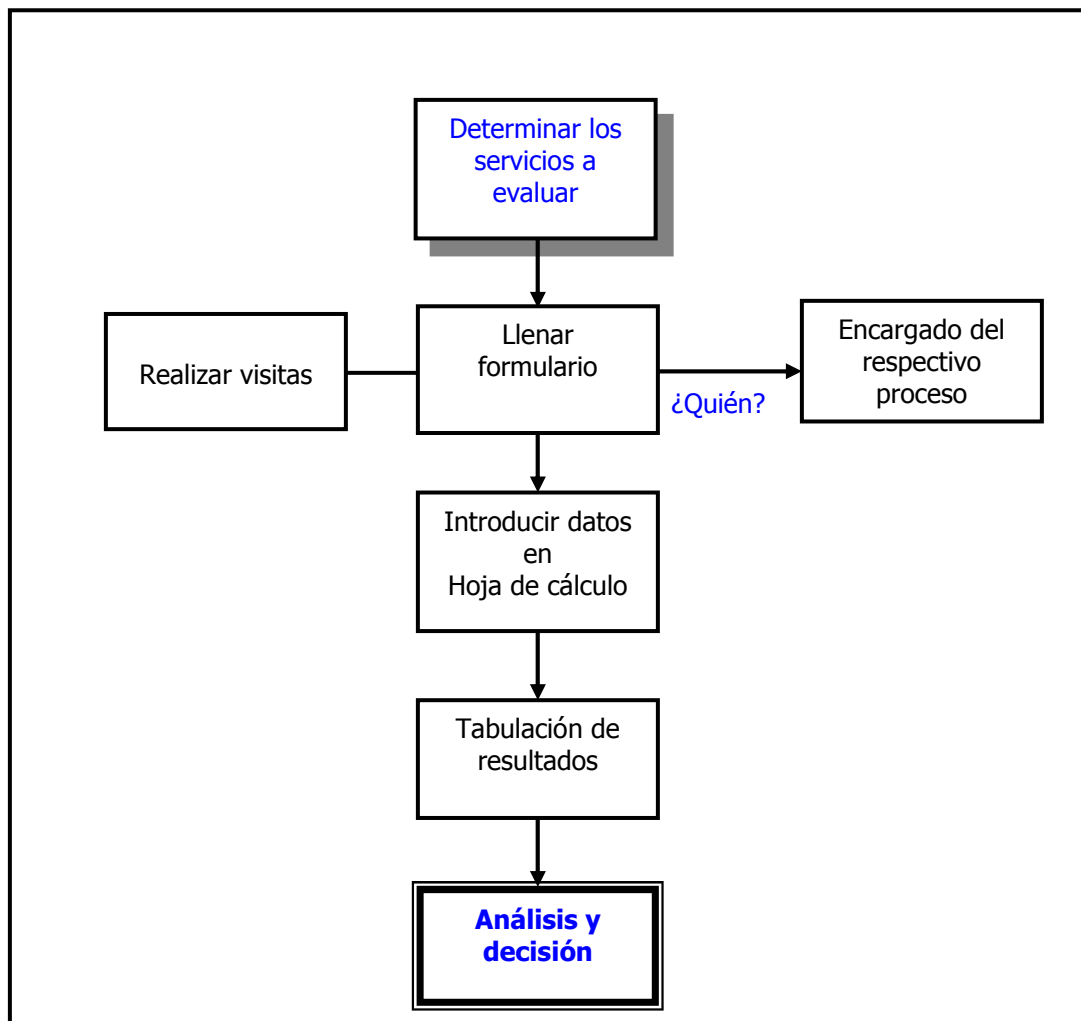 Determinar los
servicios a
evaluar
Realizar visitas
Llenar
formulario
¿Quién?
Encargado del
respectivo
proceso
Introducir datos
en
Hoja de cálculo
Tabulación de
resultados
Análisis y
decisión